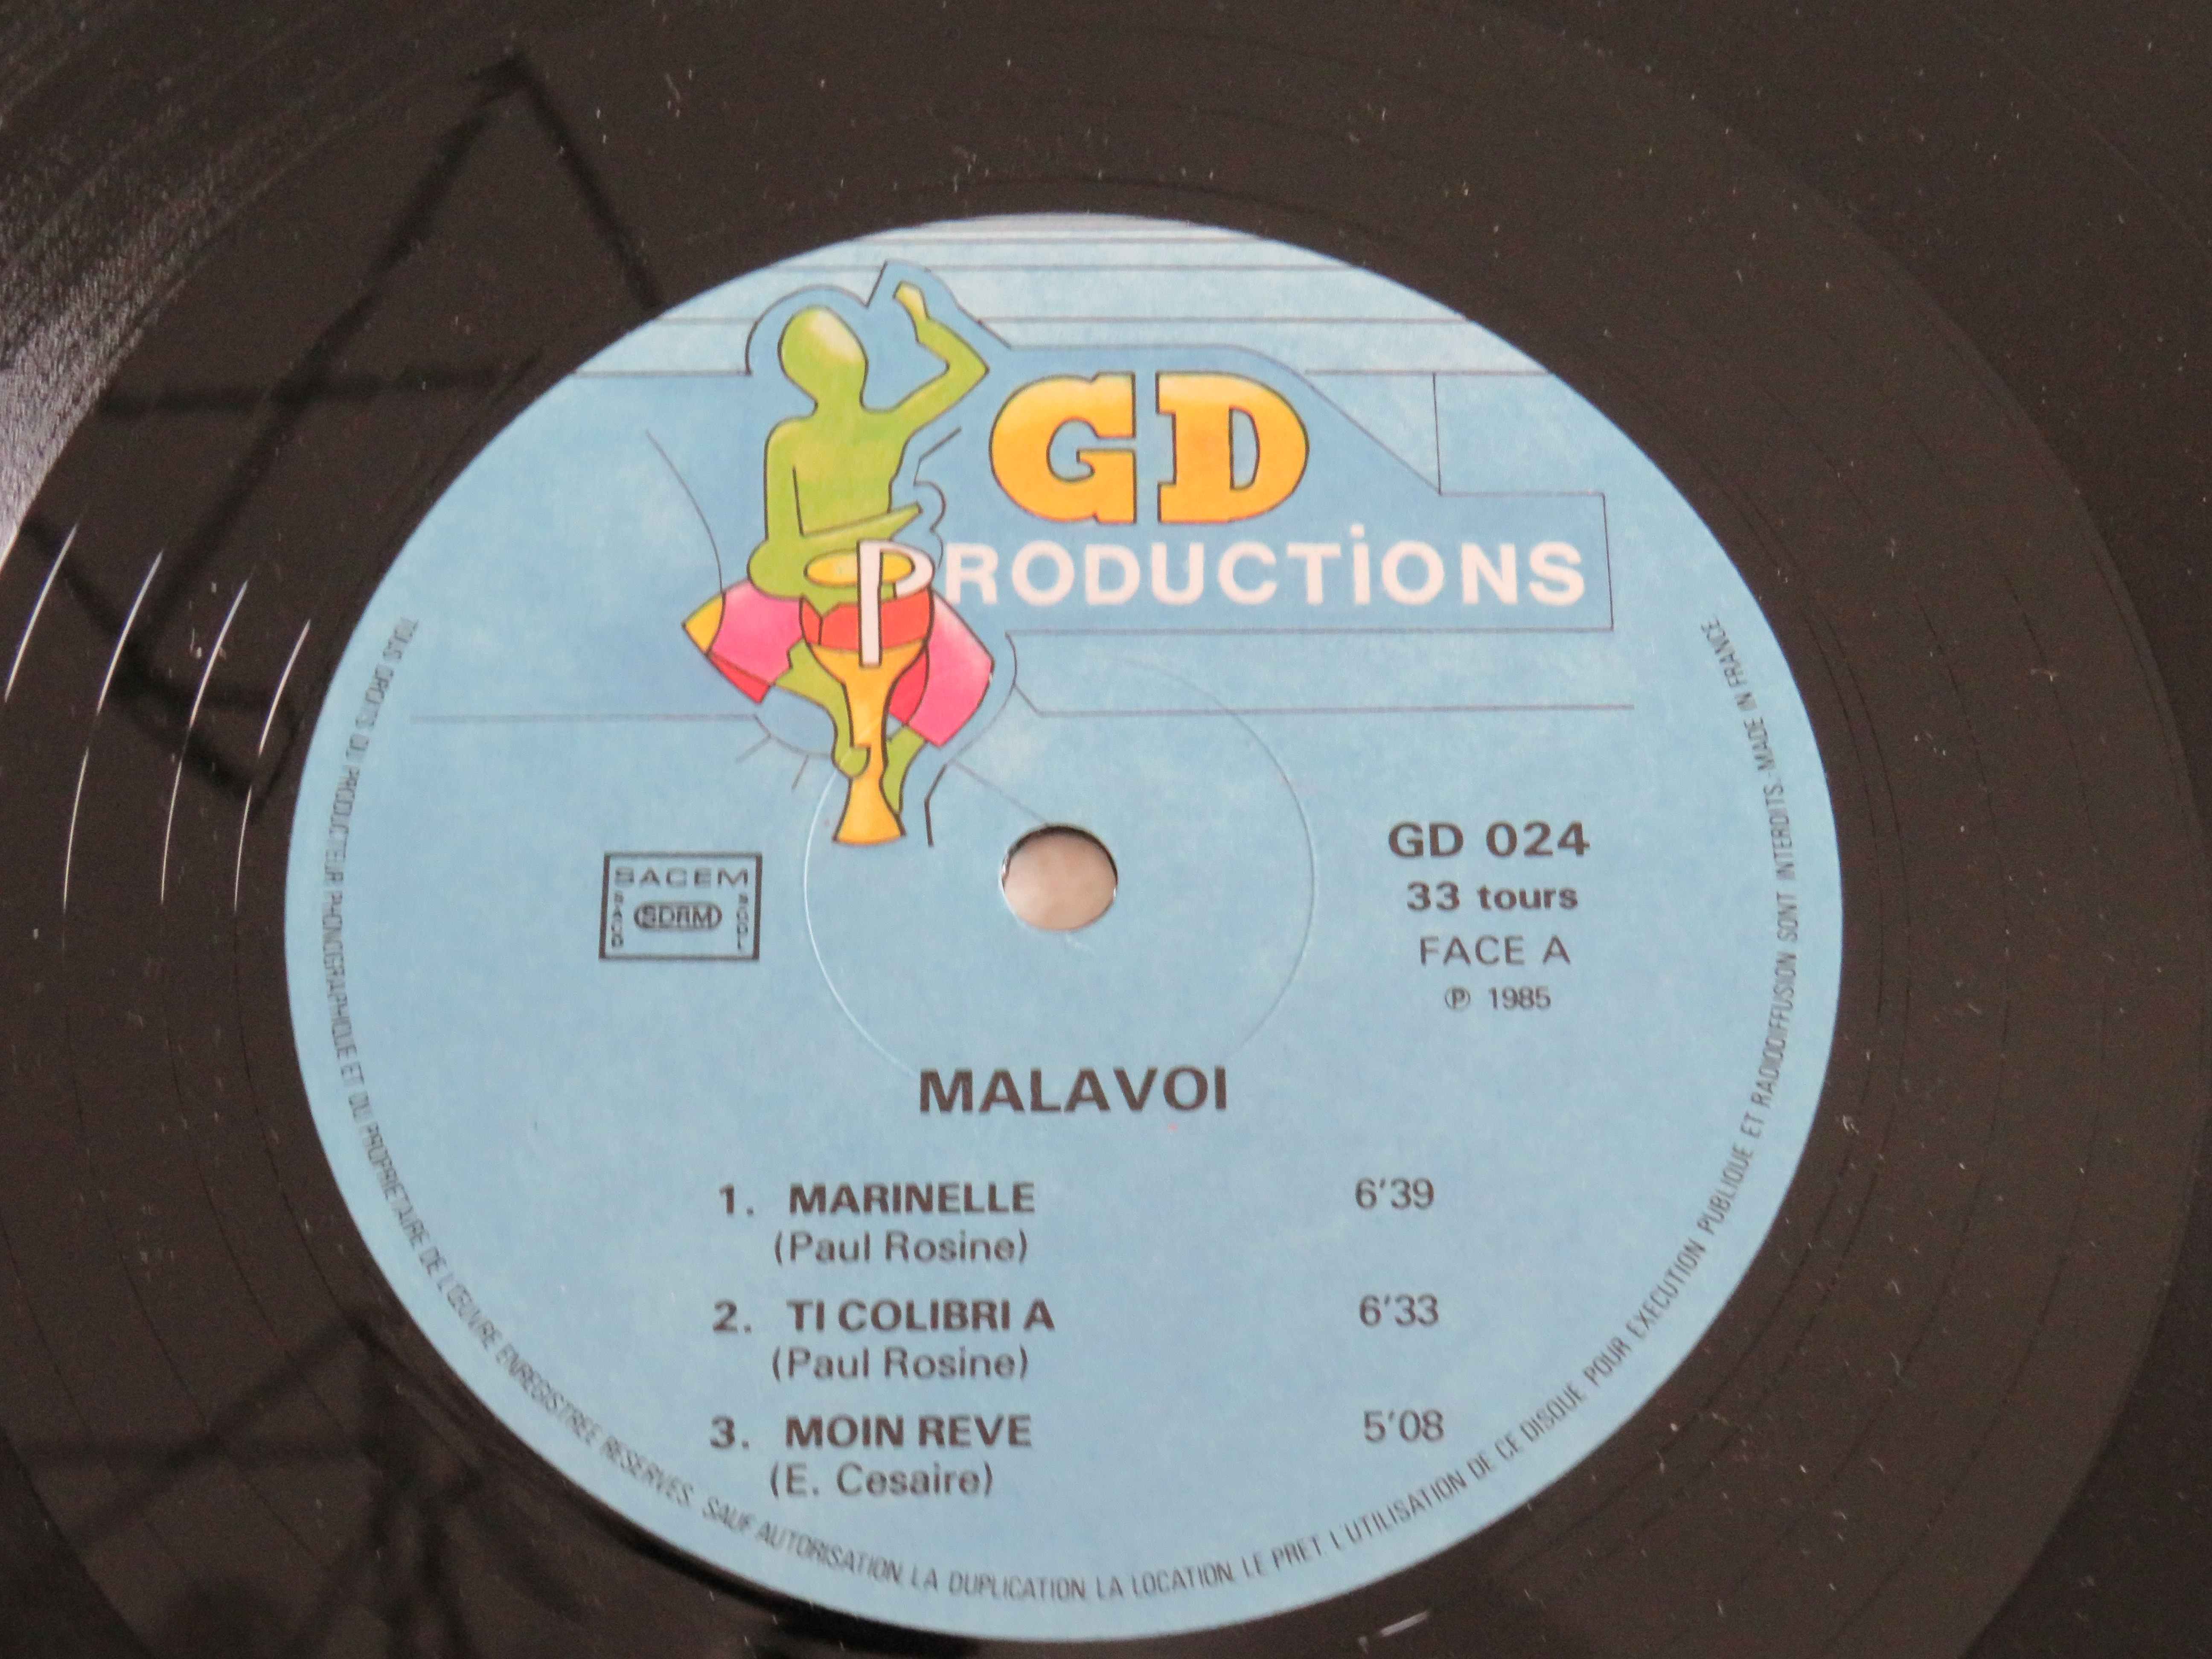 GD
PRODUCTiONS
SACEM
SACD
SDRM
SGDL
GD 024
33 tours
FACE A
℗ 1985
MALAVOI
1. MARINELLE 6'39
(Paul Rosine)
2. TI COLIBRI A 6'33
(Paul Rosine)
3. MOIN REVE 5'08
(E. Cesaire)
TOUS DROITS DU PRODUCTEUR PHONOGRAPHIQUE ET DU PROPRIETAIRE DE L'ŒUVRE ENREGISTREE RESERVES. SAUF AUTORISATION LA DUPLICATION LA LOCATION LE PRET L'UTILISATION DE CE DISQUE POUR EXECUTION PUBLIQUE ET RADIODIFFUSION SONT INTERDITS. MADE IN FRANCE